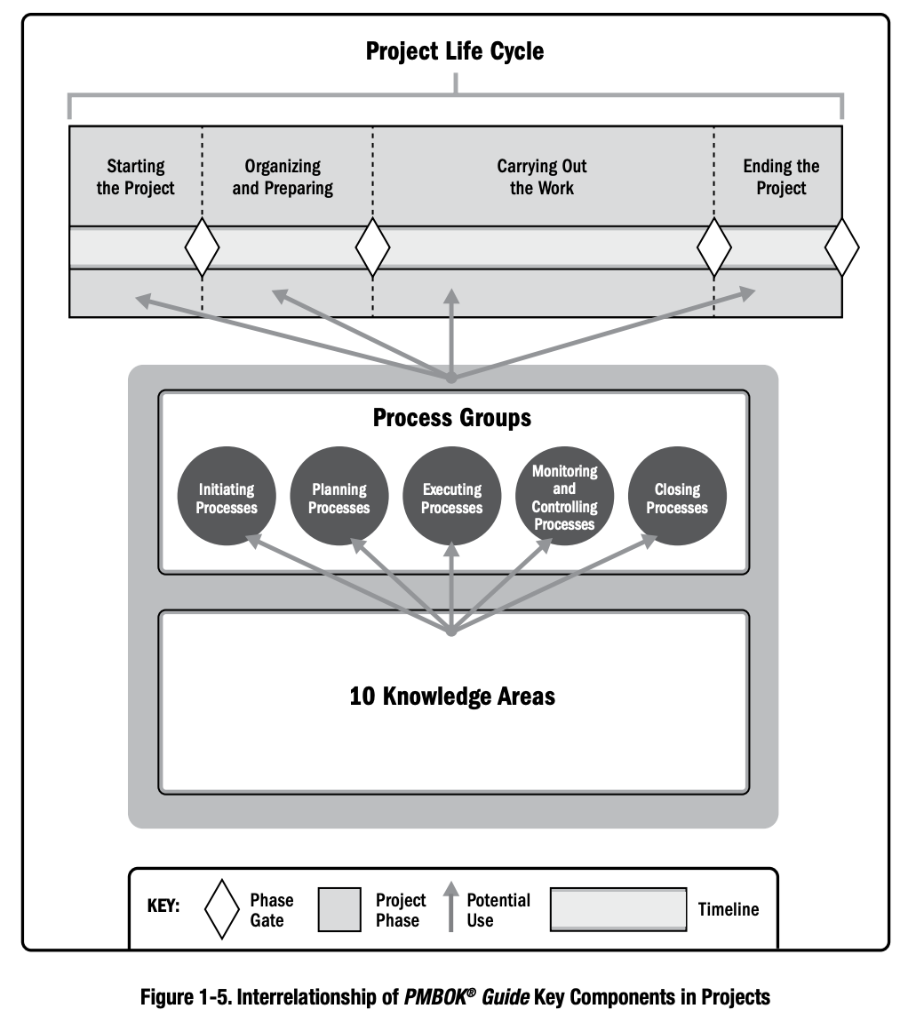 Project Life Cycle
Starting
the Project
Organizing
and Preparing
Carrying Out
the Work
Ending the
Project
Process Groups
Initiating
Processes
Planning
Processes
Executing
Processes
Monitoring
and
Controlling
Processes
Closing
Processes
10 Knowledge Areas
KEY:
Phase
Gate
Project
Phase
Potential
Use
Timeline
Figure 1-5. Interrelationship of PMBOK® Guide Key Components in Projects